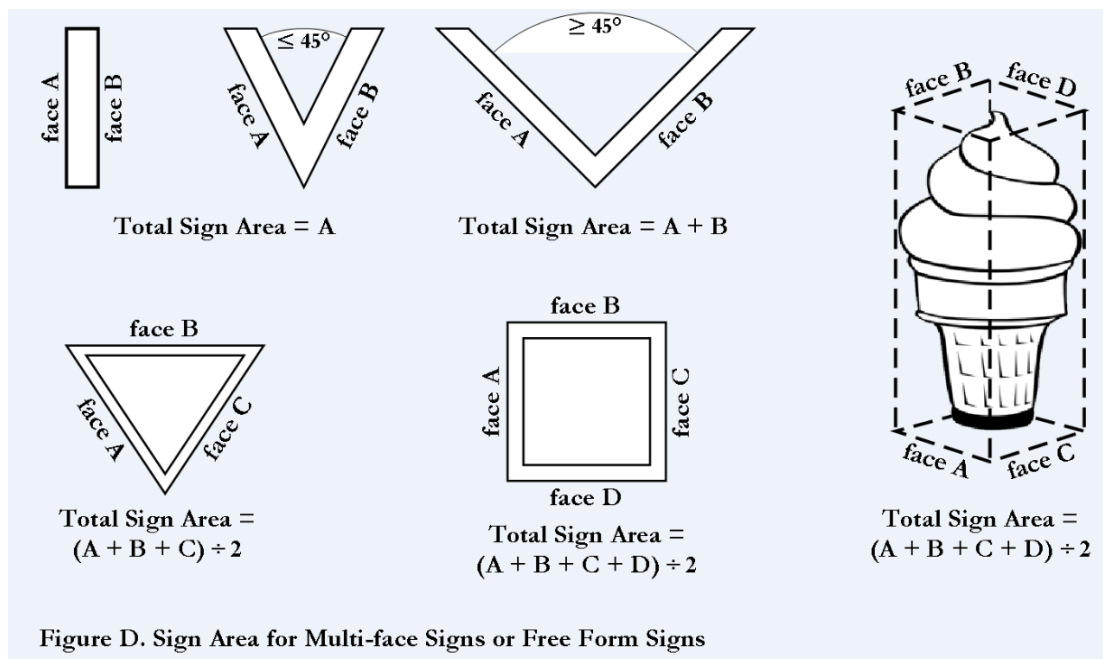 face A
face B
≤ 45°
face A
face B
Total Sign Area = A
≥ 45°
face A
face B
Total Sign Area = A + B
face B
face D
face A
face C
Total Sign Area =
(A + B + C + D) ÷ 2
face B
face A
face C
Total Sign Area =
(A + B + C) ÷ 2
face B
face A
face C
face D
Total Sign Area =
(A + B + C + D) ÷ 2
Figure D. Sign Area for Multi-face Signs or Free Form Signs